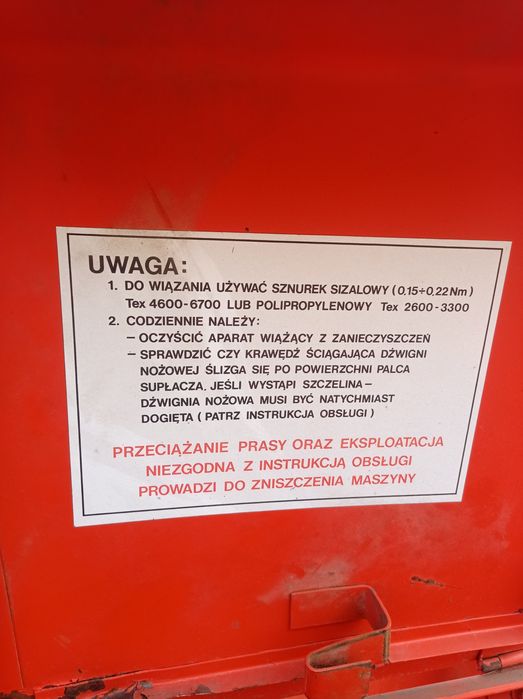 UWAGA:
1. DO WIĄZANIA UŻYWAĆ SZNUREK SIZALOWY (0,15÷0,22 Nm)
Tex 4600-6700 LUB POLIPROPYLENOWY Tex 2600-3300
2. CODZIENNIE NALEŻY:
– OCZYŚCIĆ APARAT WIĄŻĄCY Z ZANIECZYSZCZEŃ
– SPRAWDZIĆ CZY KRAWĘDŹ ŚCIĄGAJĄCA DŹWIGNI
NOŻOWEJ ŚLIZGA SIĘ PO POWIERZCHNI PALCA
SUPŁACZA, JEŚLI WYSTĄPI SZCZELINA –
DŹWIGNIA NOŻOWA MUSI BYĆ NATYCHMIAST
DOGIĘTA ( PATRZ INSTRUKCJA OBSŁUGI )
PRZECIĄŻANIE PRASY ORAZ EKSPLOATACJA
NIEZGODNA Z INSTRUKCJĄ OBSŁUGI
PROWADZI DO ZNISZCZENIA MASZYNY